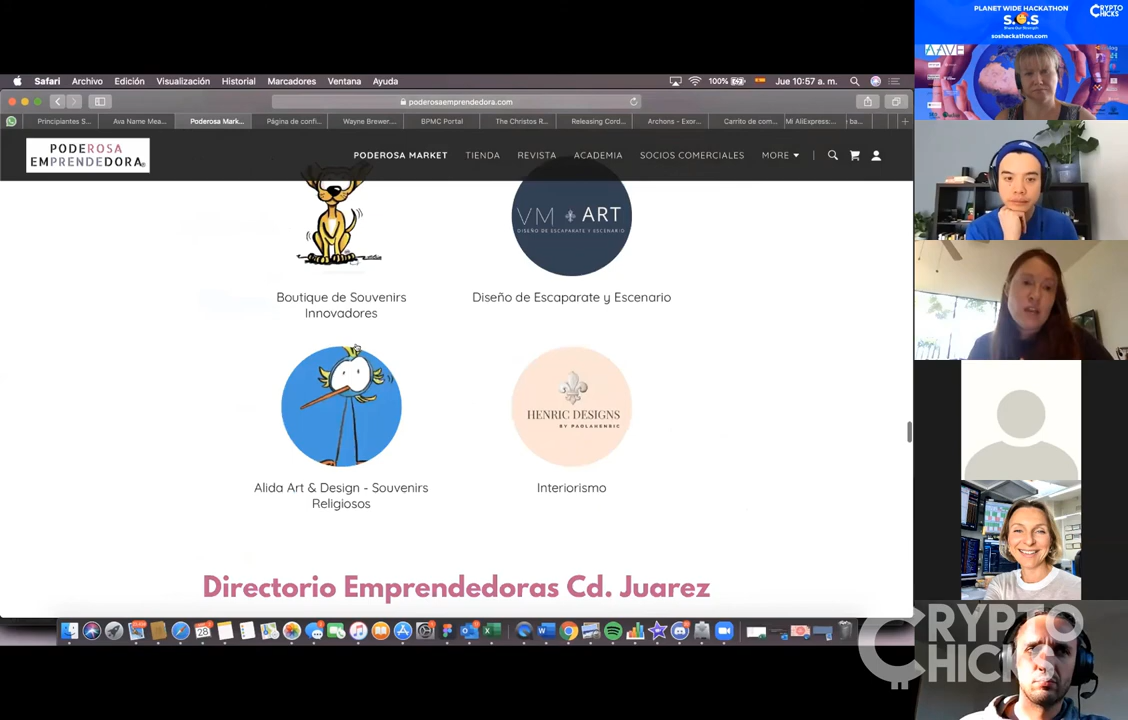 Safari Archivo Edición Visualización Historial Marcadores Ventana Ayuda
100% Jue 10:57 a. m.
poderosaemprendedora.com
Principiantes S... Ava Name Mea... Poderosa Mark... Página de confi... Wayne Brewer... BPMC Portal The Christos R... Releasing Cord... Archons - Exor... Carrito de com... Mi AliExpress:...
PODEROSA
EMPRENDEDORA
PODEROSA MARKET TIENDA REVISTA ACADEMIA SOCIOS COMERCIALES MORE
VM ART
DISEÑO DE ESCAPARATE Y ESCENARIO
Boutique de Souvenirs
Innovadores
Diseño de Escaparate y Escenario
HENRIC DESIGNS
BY PAOLAHENRIC
Alida Art & Design - Souvenirs
Religiosos
Interiorismo
Directorio Emprendedoras Cd. Juarez
PLANET WIDE HACKATHON
S.O.S
soshackathon.com
CRYPTO
CHICKS
AAVE
CRYPTO
CHICKS